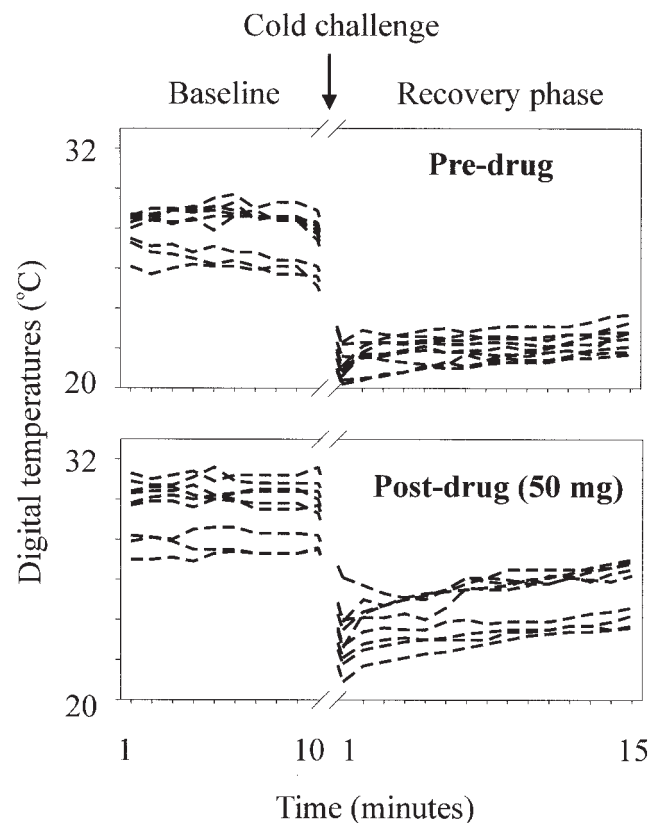 Cold challenge
Baseline Recovery phase
32
Pre-drug
20
32
Post-drug (50 mg)
20
Digital temperatures (°C)
1 10 1 15
Time (minutes)